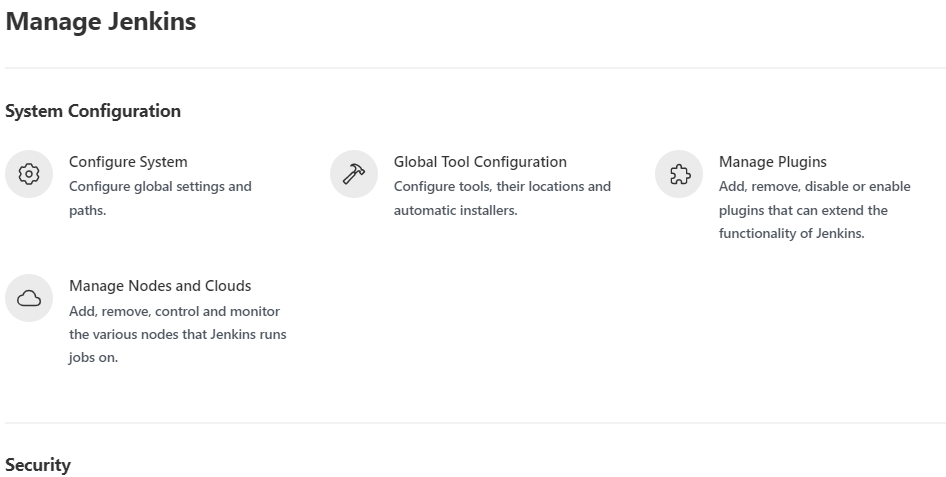 Manage Jenkins
System Configuration
Configure System
Configure global settings and
paths.
Global Tool Configuration
Configure tools, their locations and
automatic installers.
Manage Plugins
Add, remove, disable or enable
plugins that can extend the
functionality of Jenkins.
Manage Nodes and Clouds
Add, remove, control and monitor
the various nodes that Jenkins runs
jobs on.
Security